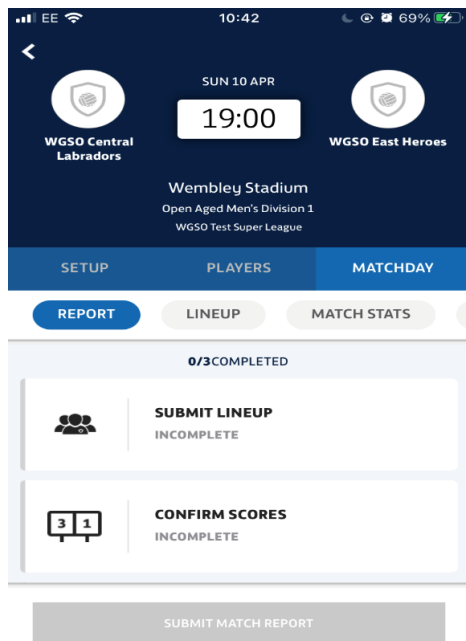 EE 10:42 69%
SUN 10 APR
19:00
WGSO Central
Labradors
WGSO East Heroes
Wembley Stadium
Open Aged Men's Division 1
WGSO Test Super League
SETUP PLAYERS MATCHDAY
REPORT LINEUP MATCH STATS
0/3COMPLETED
SUBMIT LINEUP
INCOMPLETE
3 1
CONFIRM SCORES
INCOMPLETE
SUBMIT MATCH REPORT